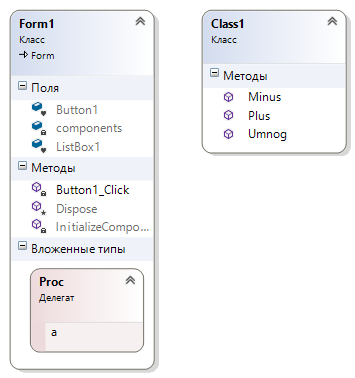 Form1
Класс
Form
Поля
Button1
components
ListBox1
Методы
Button1_Click
Dispose
InitializeCompo...
Вложенные типы
Proc
Делегат
a
Class1
Класс
Методы
Minus
Plus
Umnog